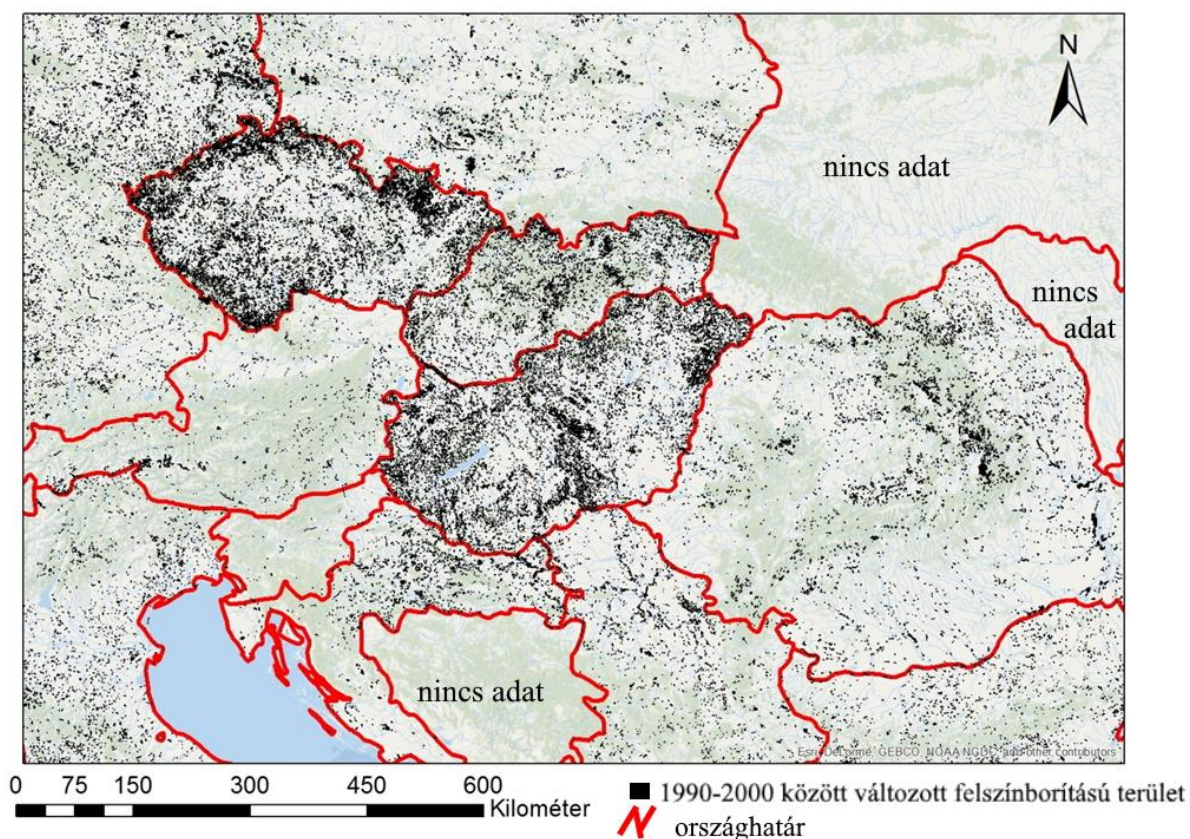 N
nincs adat
nincs
adat
nincs adat
Esri, DeLorme, GEBCO, NOAA NGDC, and other contributors
0 75 150 300 450 600
Kilométer
1990-2000 között változott felszínborítású terület
országhatár